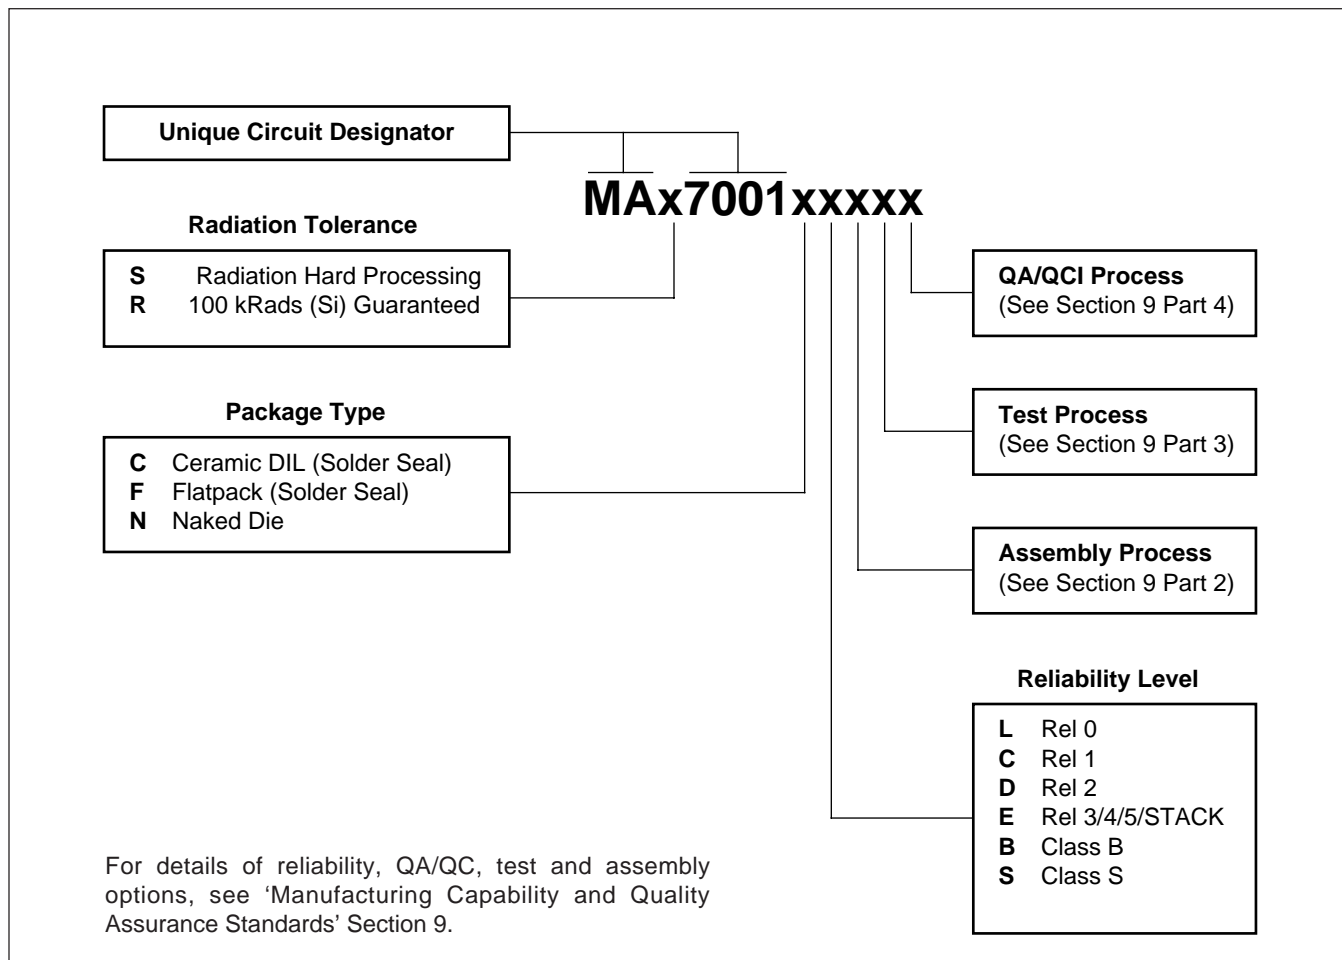 Unique Circuit Designator
MAx7001xxxxx
Radiation Tolerance
S Radiation Hard Processing
R 100 kRads (Si) Guaranteed
Package Type
C Ceramic DIL (Solder Seal)
F Flatpack (Solder Seal)
N Naked Die
QA/QCI Process
(See Section 9 Part 4)
Test Process
(See Section 9 Part 3)
Assembly Process
(See Section 9 Part 2)
Reliability Level
L Rel 0
C Rel 1
D Rel 2
E Rel 3/4/5/STACK
B Class B
S Class S
For details of reliability, QA/QC, test and assembly
options, see ‘Manufacturing Capability and Quality
Assurance Standards’ Section 9.